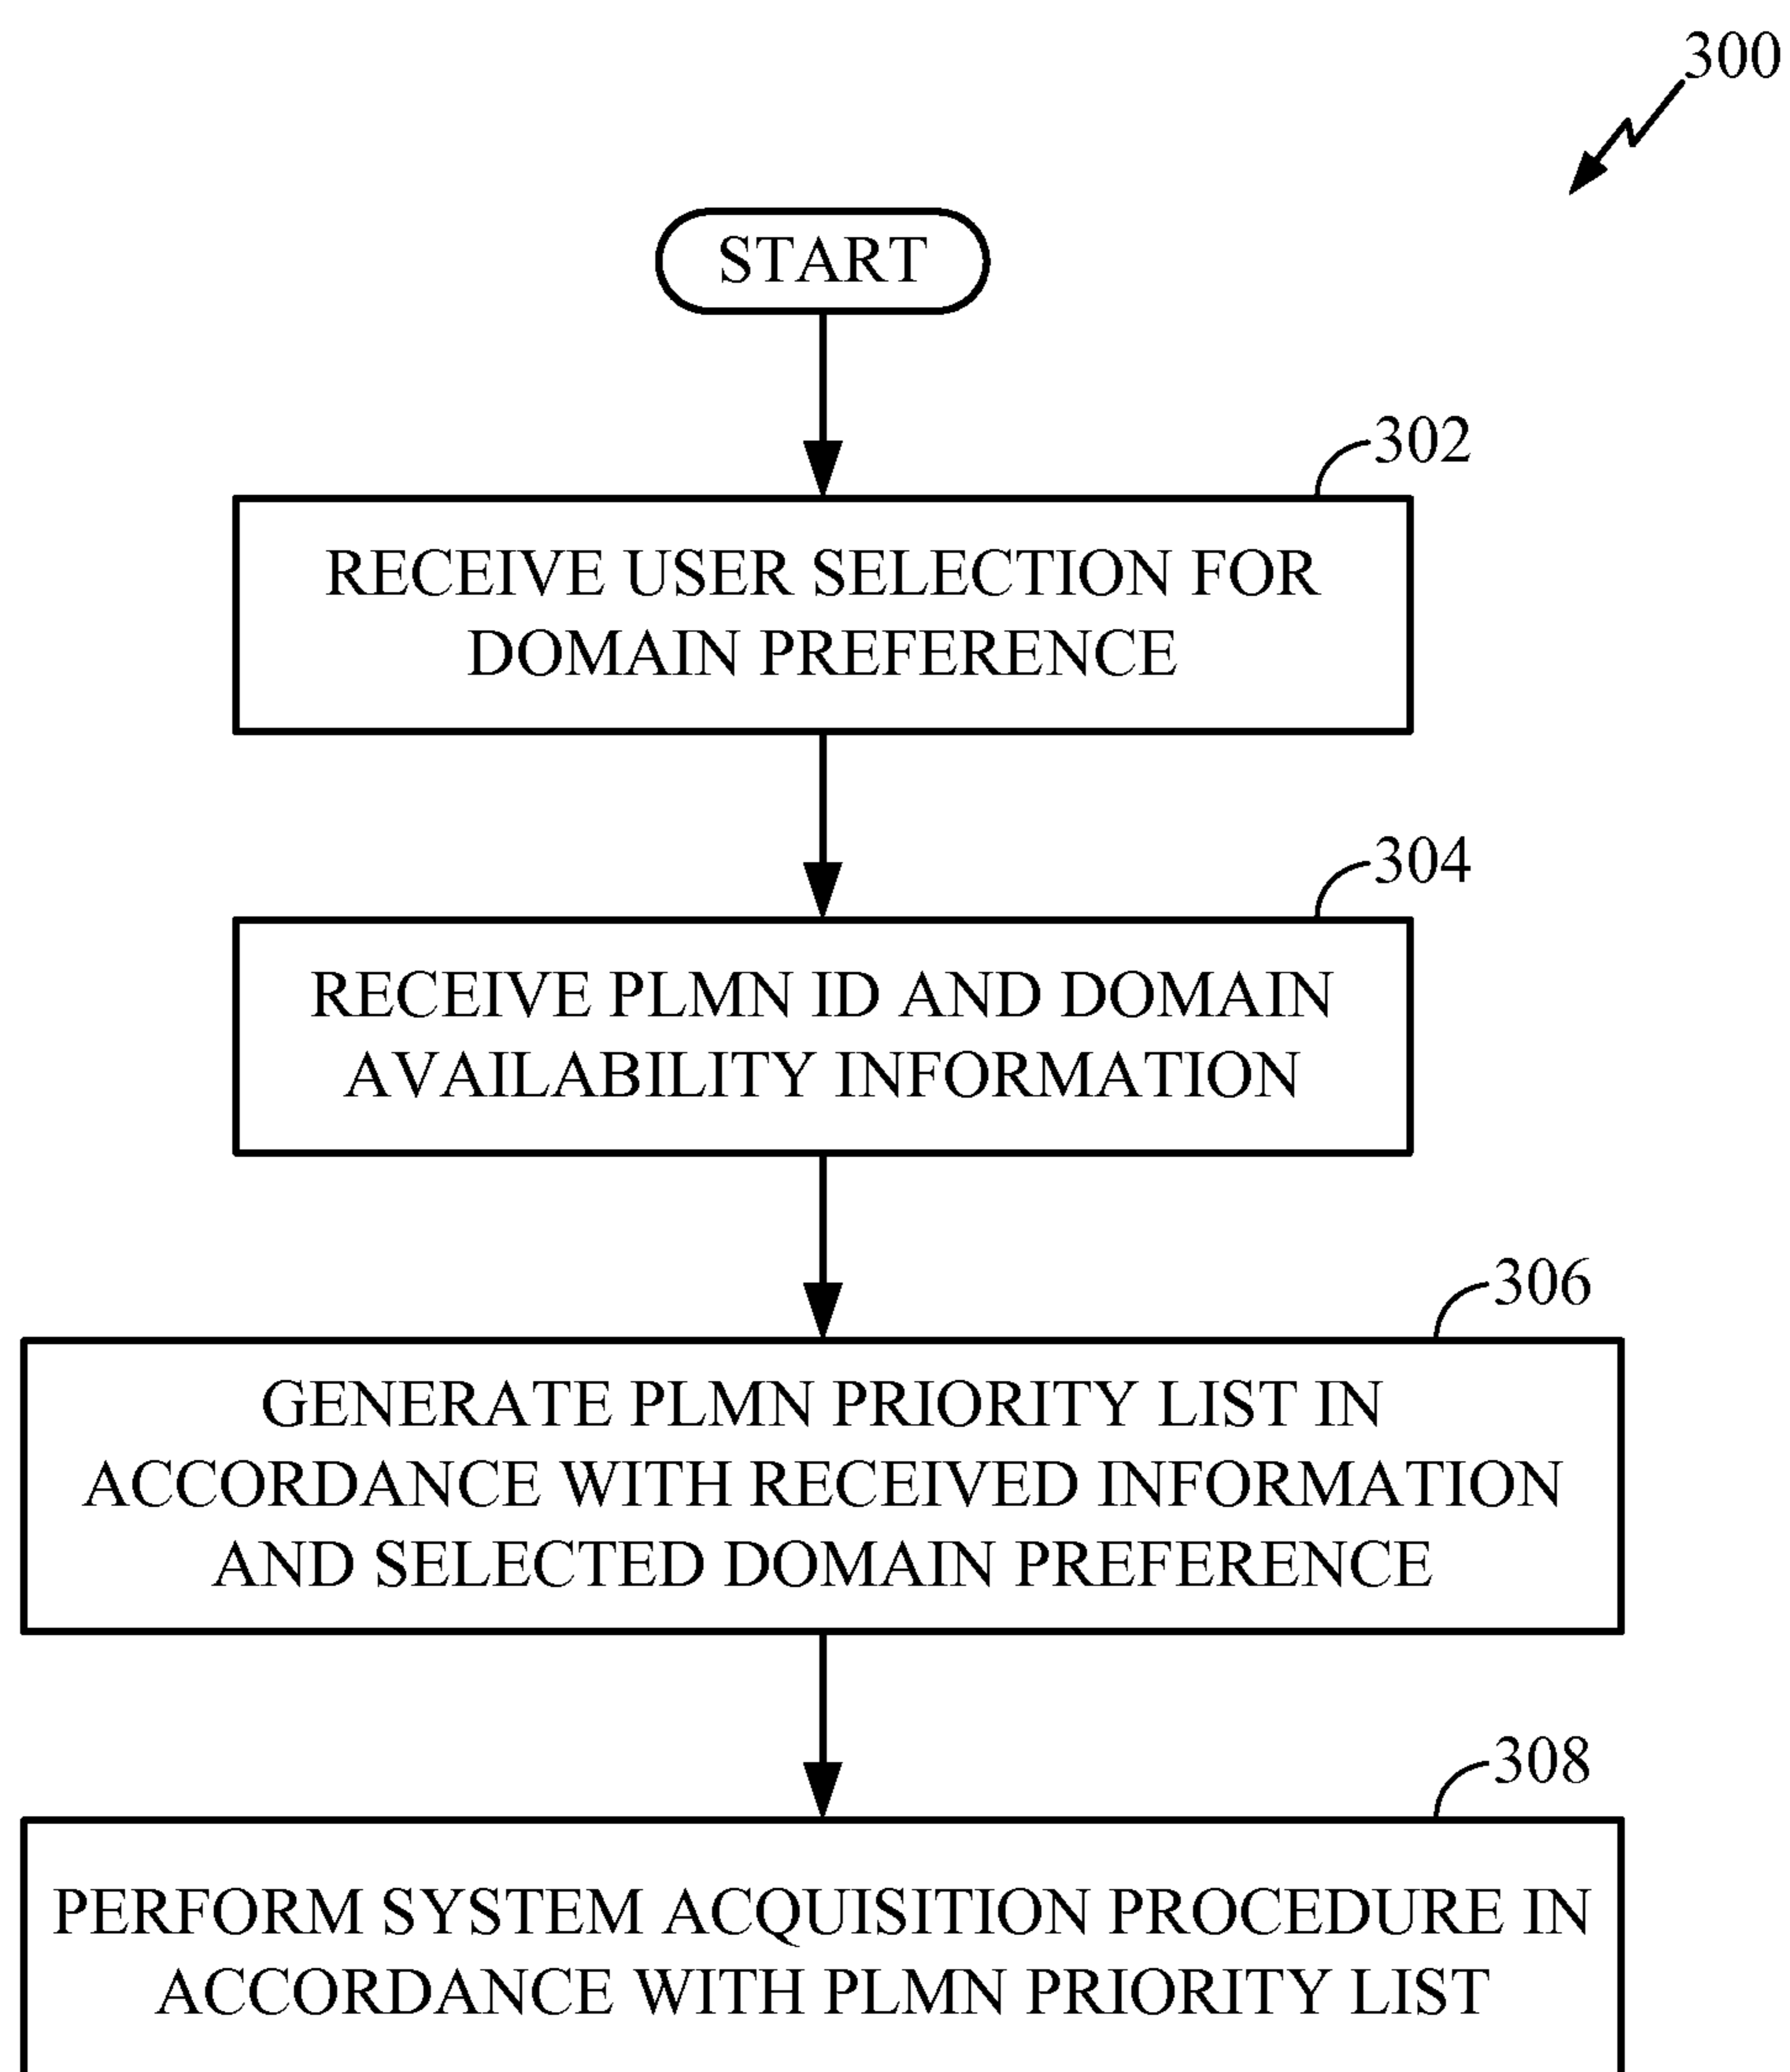 300
START
302
RECEIVE USER SELECTION FOR
DOMAIN PREFERENCE
304
RECEIVE PLMN ID AND DOMAIN
AVAILABILITY INFORMATION
306
GENERATE PLMN PRIORITY LIST IN
ACCORDANCE WITH RECEIVED INFORMATION
AND SELECTED DOMAIN PREFERENCE
308
PERFORM SYSTEM ACQUISITION PROCEDURE IN
ACCORDANCE WITH PLMN PRIORITY LIST